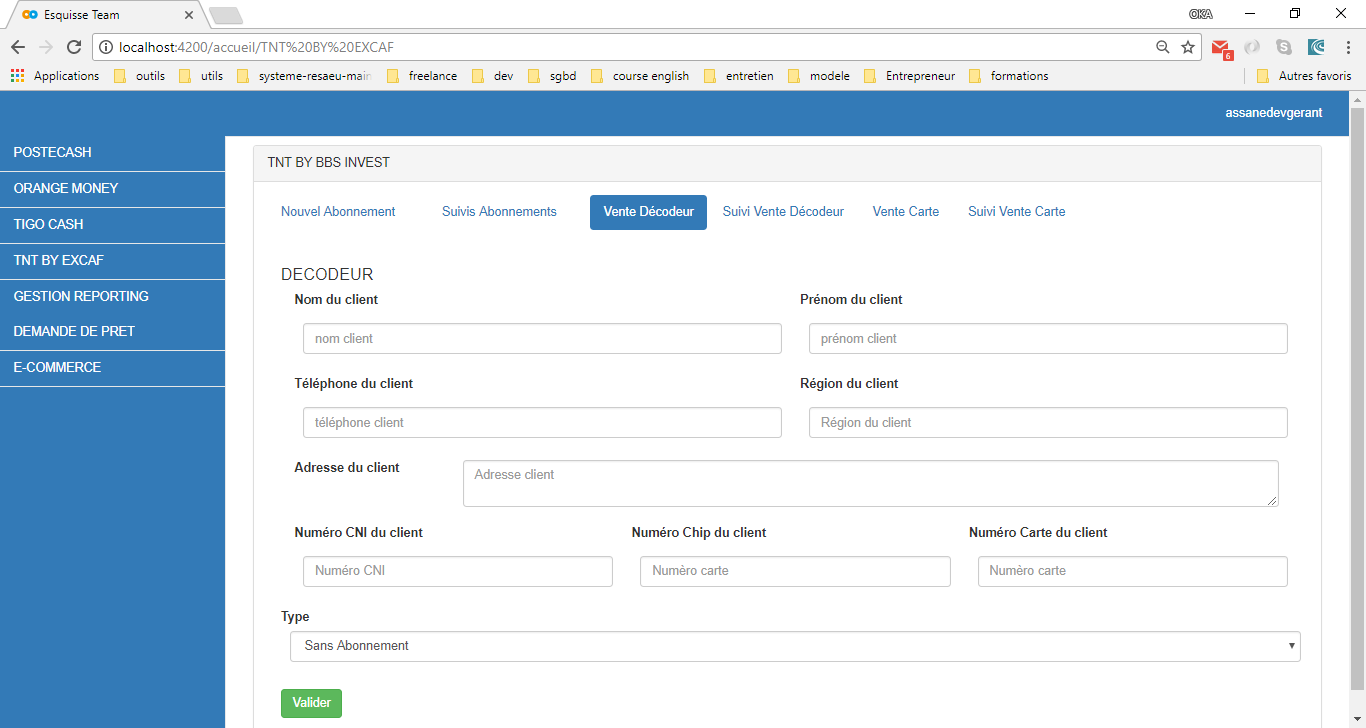 Esquisse Team
OKA
localhost:4200/accueil/TNT%20BY%20EXCAF
6
Applications outils utils systeme-resaeu-main freelance dev sgbd course english entretien modele Entrepreneur formations Autres favoris
assanedevgerant
POSTECASH
ORANGE MONEY
TIGO CASH
TNT BY EXCAF
GESTION REPORTING
DEMANDE DE PRET
E-COMMERCE
TNT BY BBS INVEST
Nouvel Abonnement Suivis Abonnements Vente Décodeur Suivi Vente Décodeur Vente Carte Suivi Vente Carte
DECODEUR
Nom du client Prénom du client
nom client prénom client
Téléphone du client Région du client
téléphone client Région du client
Adresse du client Adresse client
Numéro CNI du client Numéro Chip du client Numéro Carte du client
Numéro CNI Numèro carte Numèro carte
Type
Sans Abonnement
Valider